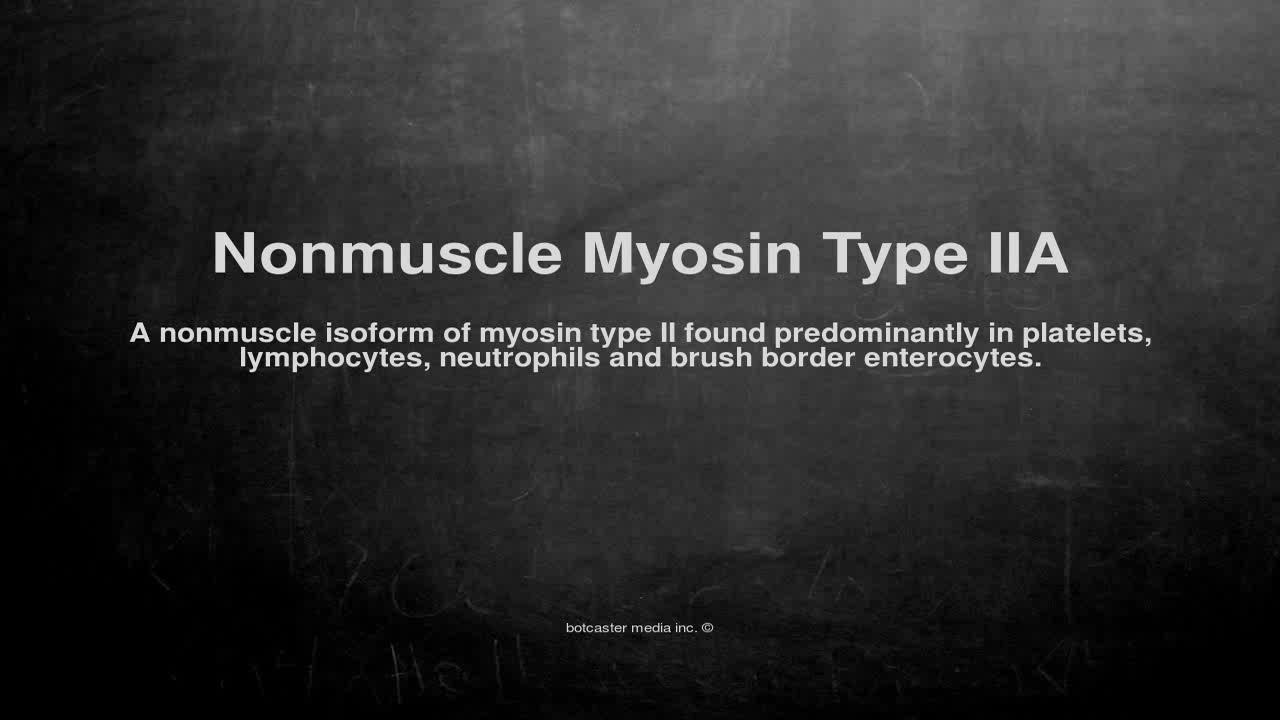 Nonmuscle Myosin Type IIA
A nonmuscle isoform of myosin type II found predominantly in platelets,
lymphocytes, neutrophils and brush border enterocytes.
botcaster media inc. ©